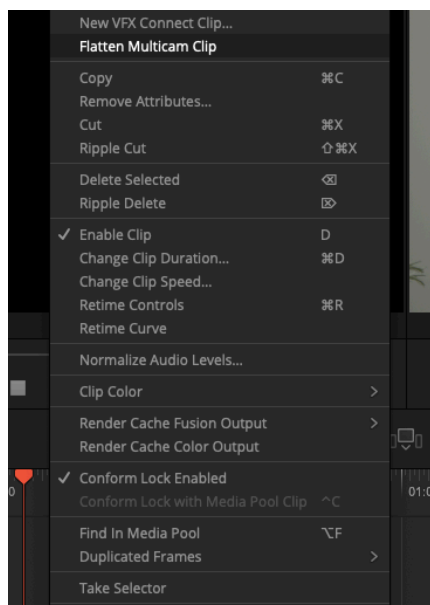 New VFX Connect Clip...
Flatten Multicam Clip
Copy ⌘C
Remove Attributes...
Cut ⌘X
Ripple Cut ⇧⌘X
Delete Selected ⌫
Ripple Delete ⌦
✓ Enable Clip D
Change Clip Duration... ⌘D
Change Clip Speed...
Retime Controls ⌘R
Retime Curve
Normalize Audio Levels...
Clip Color >
Render Cache Fusion Output >
Render Cache Color Output
✓ Conform Lock Enabled
Conform Lock with Media Pool Clip ^C
0
01:0
Find In Media Pool ⌥F
Duplicated Frames >
Take Selector